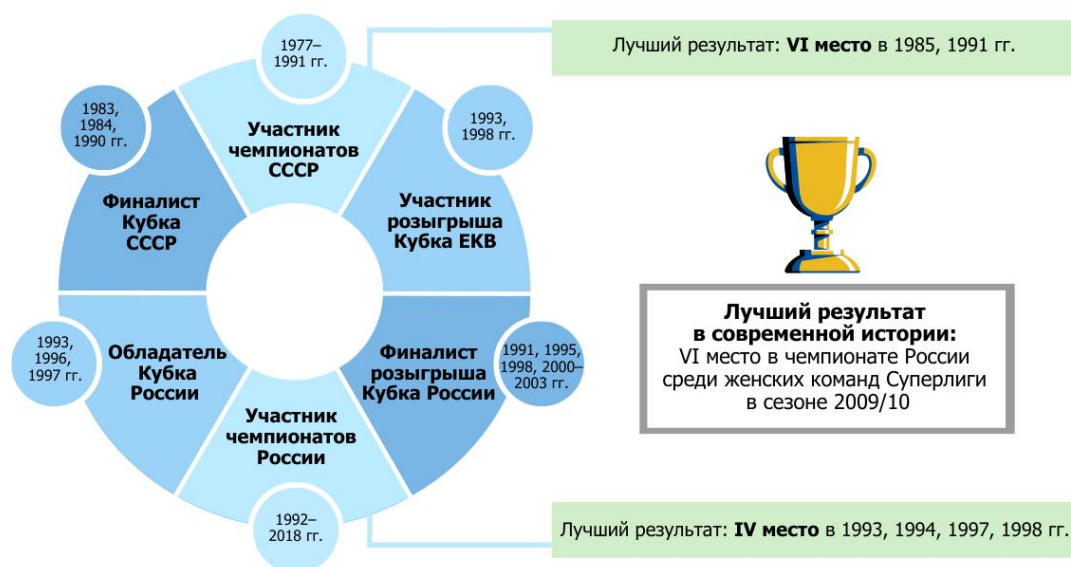 1977–
1991 гг.
Участник
чемпионатов
СССР
Лучший результат: VI место в 1985, 1991 гг.
1993,
1998 гг.
Участник
розыгрыша
Кубка ЕКВ
1991, 1995,
1998, 2000–
2003 гг.
Финалист
розыгрыша
Кубка России
1992–
2018 гг.
Участник
чемпионатов
России
Лучший результат: IV место в 1993, 1994, 1997, 1998 гг.
1993,
1996,
1997 гг.
Обладатель
Кубка
России
1983,
1984,
1990 гг.
Финалист
Кубка
СССР
Лучший результат
в современной истории:
VI место в чемпионате России
среди женских команд Суперлиги
в сезоне 2009/10